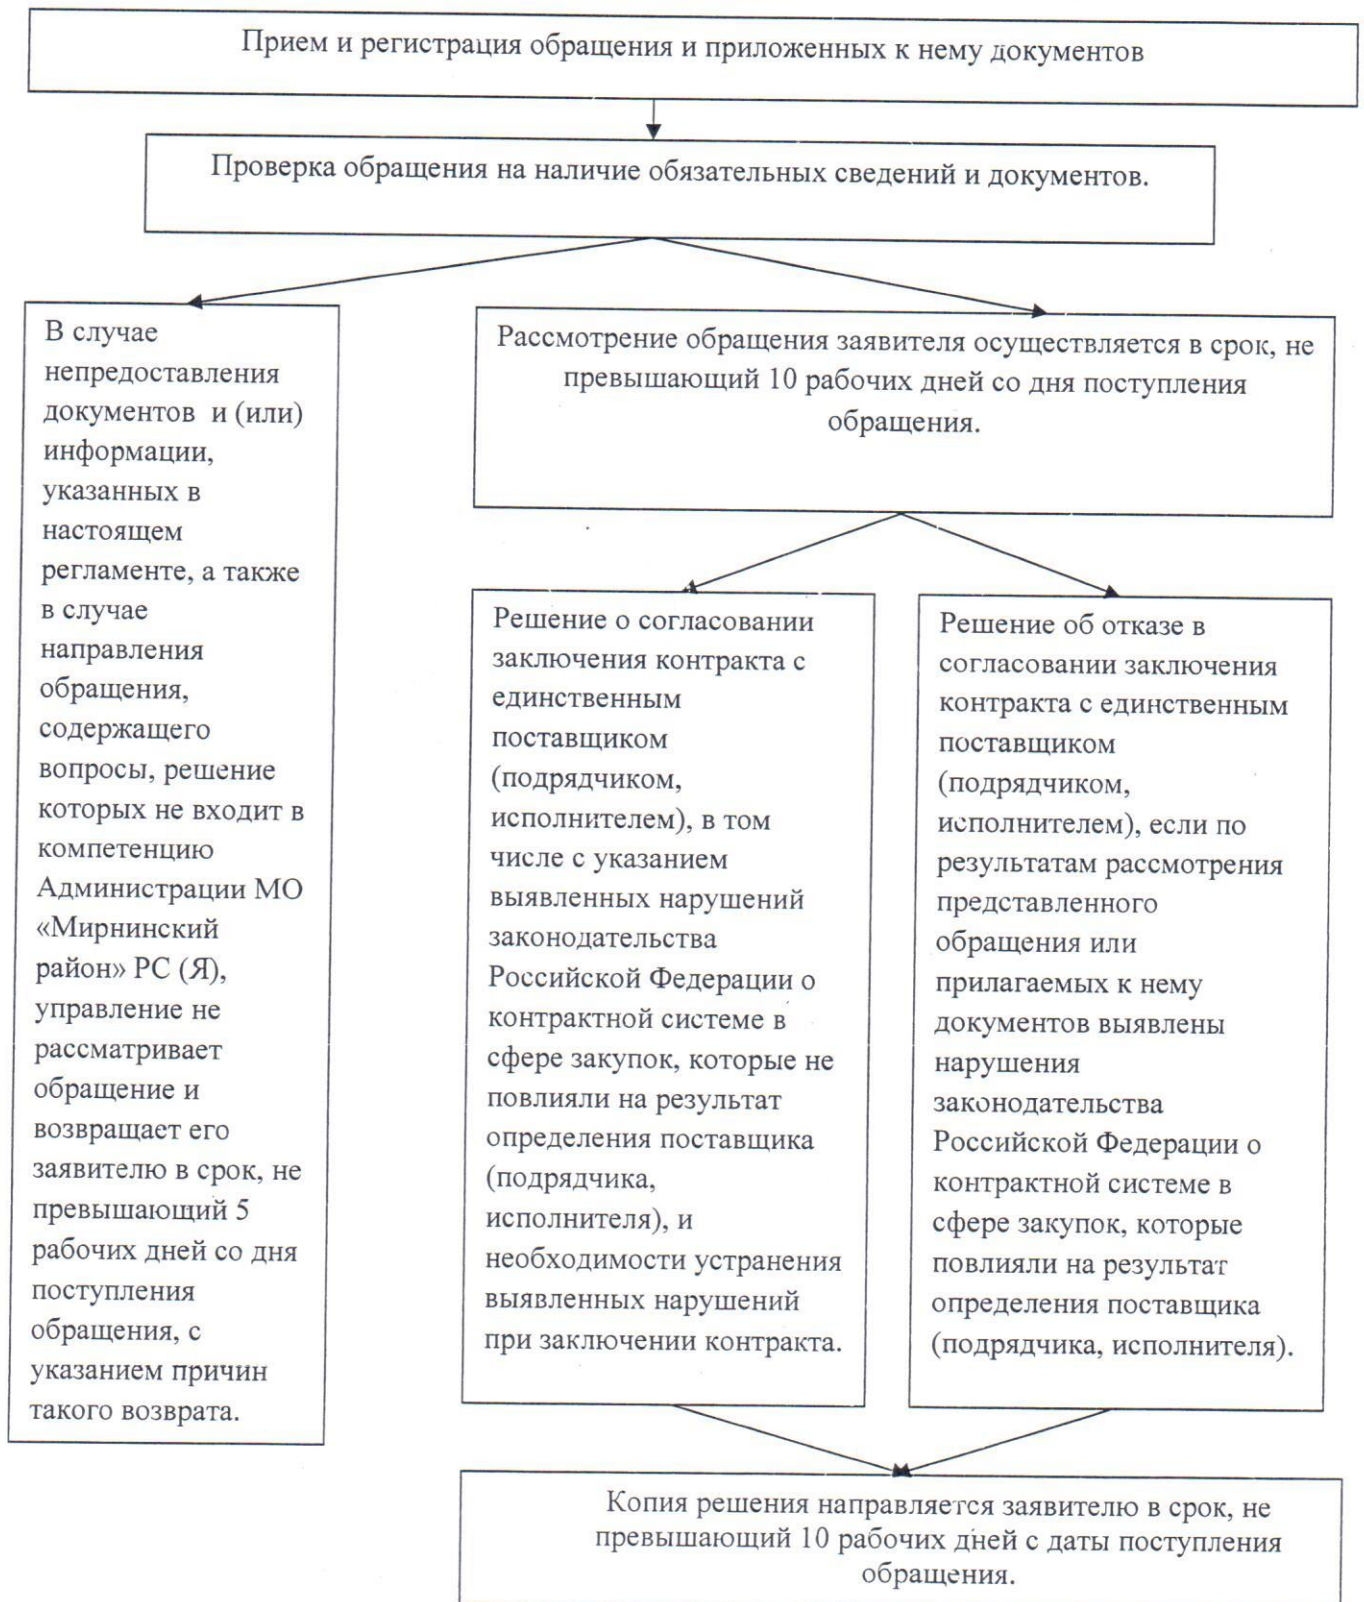 Прием и регистрация обращения и приложенных к нему документов
Проверка обращения на наличие обязательных сведений и документов.
В случае
непредоставления
документов и (или)
информации,
указанных в
настоящем
регламенте, а также
в случае
направления
обращения,
содержащего
вопросы, решение
которых не входит в
компетенцию
Администрации МО
«Мирнинский
район» РС (Я),
управление не
рассматривает
обращение и
возвращает его
заявителю в срок, не
превышающий 5
рабочих дней со дня
поступления
обращения, с
указанием причин
такого возврата.
Рассмотрение обращения заявителя осуществляется в срок, не
превышающий 10 рабочих дней со дня поступления
обращения.
Решение о согласовании
заключения контракта с
единственным
поставщиком
(подрядчиком,
исполнителем), в том
числе с указанием
выявленных нарушений
законодательства
Российской Федерации о
контрактной системе в
сфере закупок, которые не
повлияли на результат
определения поставщика
(подрядчика,
исполнителя), и
необходимости устранения
выявленных нарушений
при заключении контракта.
Решение об отказе в
согласовании заключения
контракта с единственным
поставщиком
(подрядчиком,
исполнителем), если по
результатам рассмотрения
представленного
обращения или
прилагаемых к нему
документов выявлены
нарушения
законодательства
Российской Федерации о
контрактной системе в
сфере закупок, которые
повлияли на результат
определения поставщика
(подрядчика, исполнителя).
Копия решения направляется заявителю в срок, не
превышающий 10 рабочих дней с даты поступления
обращения.